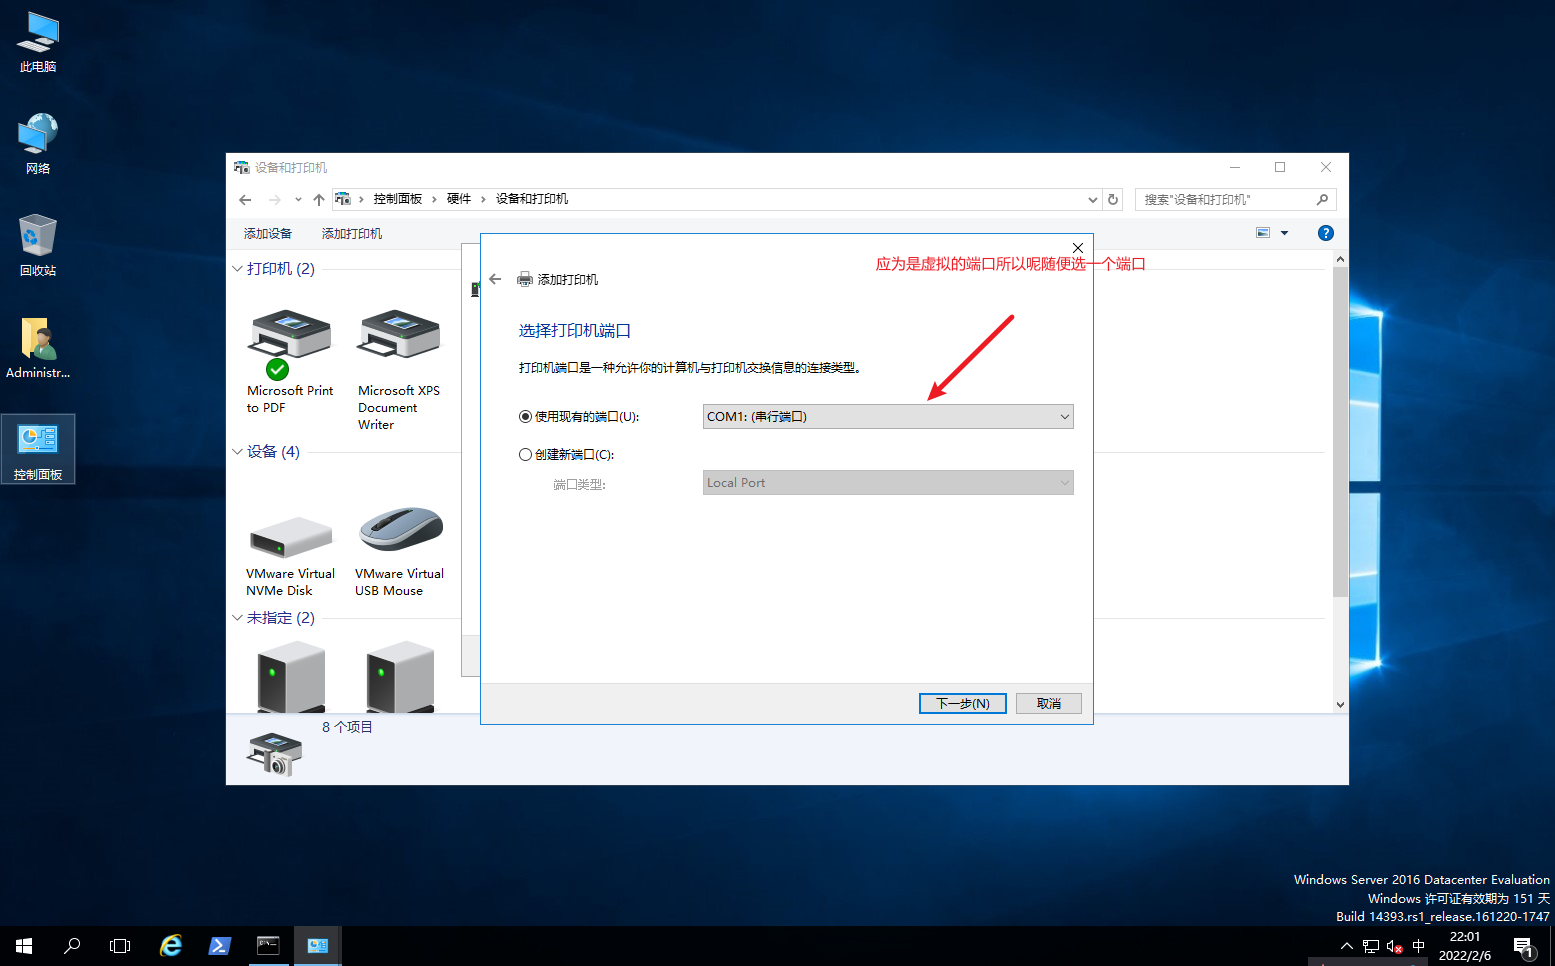 此电脑
网络
回收站
Administr...
控制面板
设备和打印机
控制面板 › 硬件 › 设备和打印机
搜索"设备和打印机"
添加设备 添加打印机
打印机 (2)
Microsoft Print
to PDF
Microsoft XPS
Document
Writer
设备 (4)
VMware Virtual
NVMe Disk
VMware Virtual
USB Mouse
未指定 (2)
8 个项目
应为是虚拟的端口所以呢随便选一个端口
添加打印机
选择打印机端口
打印机端口是一种允许你的计算机与打印机交换信息的连接类型。
使用现有的端口(U): COM1: (串行端口)
创建新端口(C):
端口类型: Local Port
下一步(N) 取消
Windows Server 2016 Datacenter Evaluation
Windows 许可证有效期为 151 天
Build 14393.rs1_release.161220-1747
中
22:01
2022/2/6
1